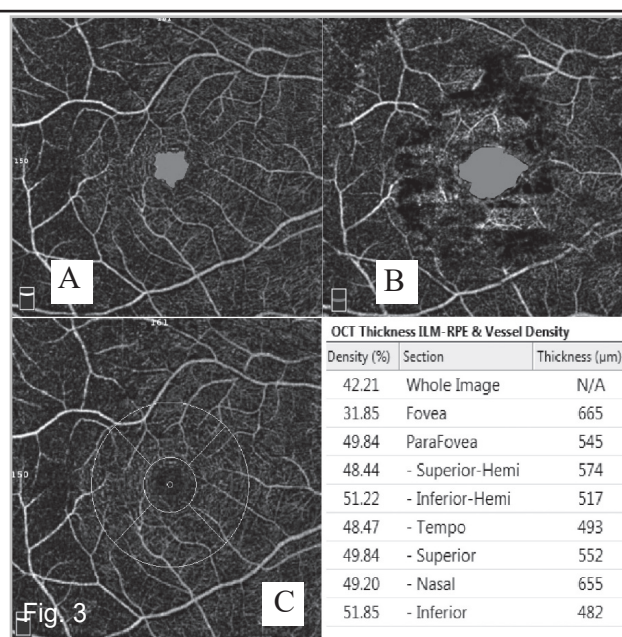 161
150
A
B
161
150
Fig. 3
C
OCT Thickness ILM-RPE & Vessel Density
Density (%) Section Thickness (µm)
42.21 Whole Image N/A
31.85 Fovea 665
49.84 ParaFovea 545
48.44 - Superior-Hemi 574
51.22 - Inferior-Hemi 517
48.47 - Tempo 493
49.84 - Superior 552
49.20 - Nasal 655
51.85 - Inferior 482